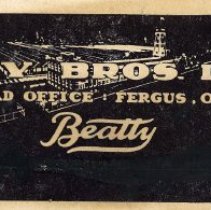 Y BROS. L
AD OFFICE : FERGUS, O
Beatty